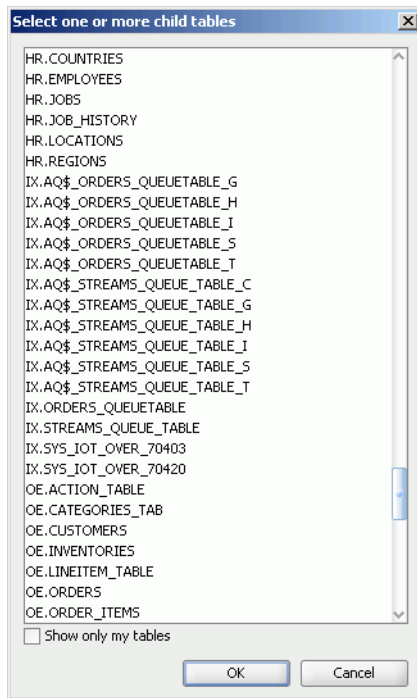 Select one or more child tables
HR.COUNTRIES
HR.EMPLOYEES
HR.JOBS
HR.JOB_HISTORY
HR.LOCATIONS
HR.REGIONS
IX.AQ$_ORDERS_QUEUETABLE_G
IX.AQ$_ORDERS_QUEUETABLE_H
IX.AQ$_ORDERS_QUEUETABLE_I
IX.AQ$_ORDERS_QUEUETABLE_S
IX.AQ$_ORDERS_QUEUETABLE_T
IX.AQ$_STREAMS_QUEUE_TABLE_C
IX.AQ$_STREAMS_QUEUE_TABLE_G
IX.AQ$_STREAMS_QUEUE_TABLE_H
IX.AQ$_STREAMS_QUEUE_TABLE_I
IX.AQ$_STREAMS_QUEUE_TABLE_S
IX.AQ$_STREAMS_QUEUE_TABLE_T
IX.ORDERS_QUEUETABLE
IX.STREAMS_QUEUE_TABLE
IX.SYS_IOT_OVER_70403
IX.SYS_IOT_OVER_70420
OE.ACTION_TABLE
OE.CATEGORIES_TAB
OE.CUSTOMERS
OE.INVENTORIES
OE.LINEITEM_TABLE
OE.ORDERS
OE.ORDER_ITEMS
Show only my tables
OK Cancel